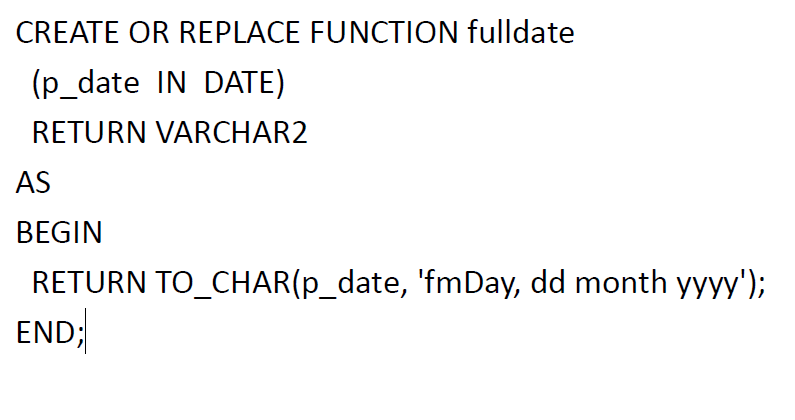 CREATE OR REPLACE FUNCTION fulldate
(p_date IN DATE)
RETURN VARCHAR2
AS
BEGIN
RETURN TO_CHAR(p_date, 'fmDay, dd month yyyy');
END;